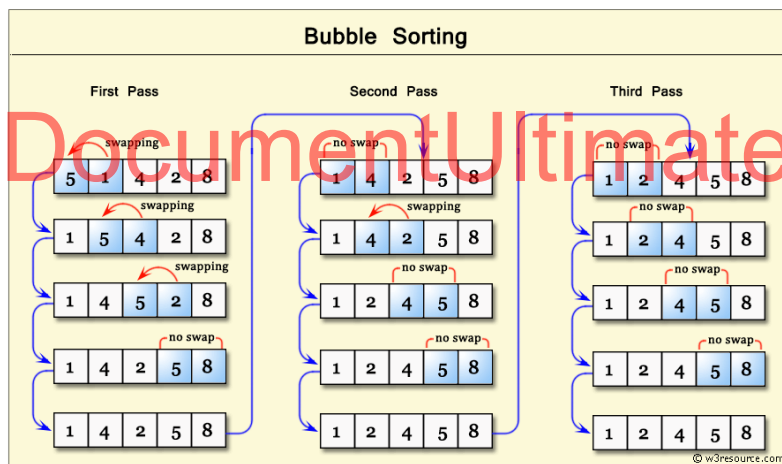 Bubble Sorting
First Pass
Second Pass
Third Pass
DocumentUltimate
swapping
5 1 4 2 8
swapping
1 5 4 2 8
swapping
1 4 5 2 8
no swap
1 4 2 5 8
1 4 2 5 8
no swap
1 4 2 5 8
swapping
1 4 2 5 8
no swap
1 2 4 5 8
no swap
1 2 4 5 8
1 2 4 5 8
no swap
1 2 4 5 8
no swap
1 2 4 5 8
no swap
1 2 4 5 8
no swap
1 2 4 5 8
1 2 4 5 8
© w3resource.com